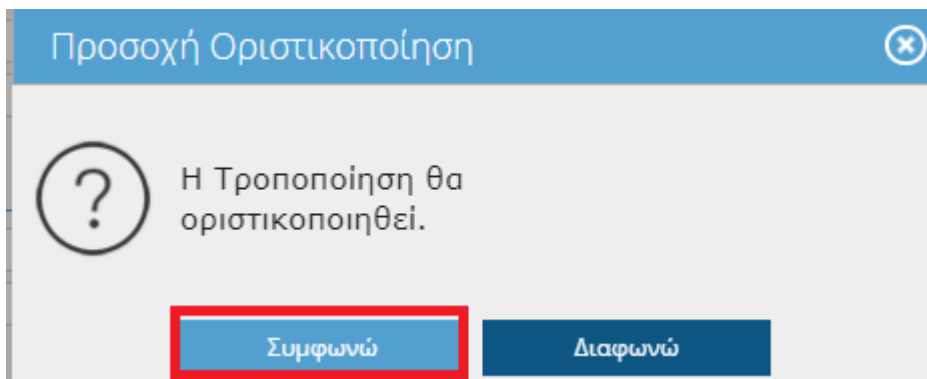 Προσοχή Οριστικοποίηση
Η Τροποποίηση θα
οριστικοποιηθεί.
Συμφωνώ
Διαφωνώ